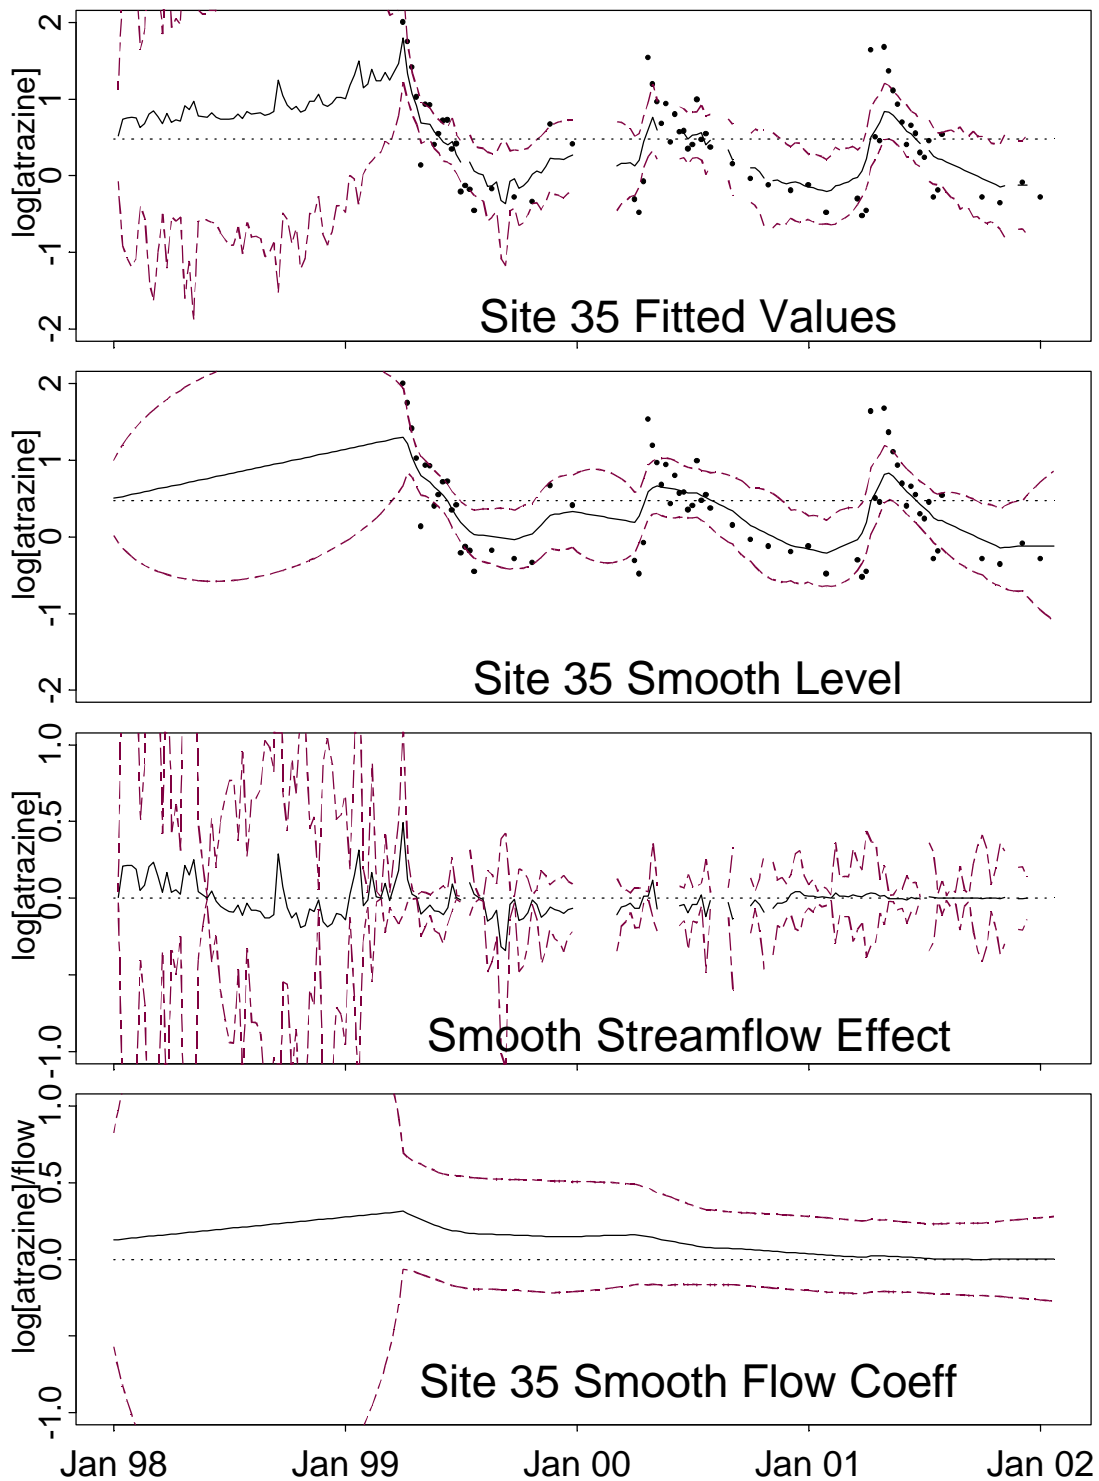 log[atrazine]
2
1
0
-1
-2
Site 35 Fitted Values
log[atrazine]
2
1
0
-1
-2
Site 35 Smooth Level
log[atrazine]
1.0
0.5
0.0
-1.0
Smooth Streamflow Effect
log[atrazine]/flow
1.0
0.5
0.0
-1.0
Site 35 Smooth Flow Coeff
Jan 98 Jan 99 Jan 00 Jan 01 Jan 02